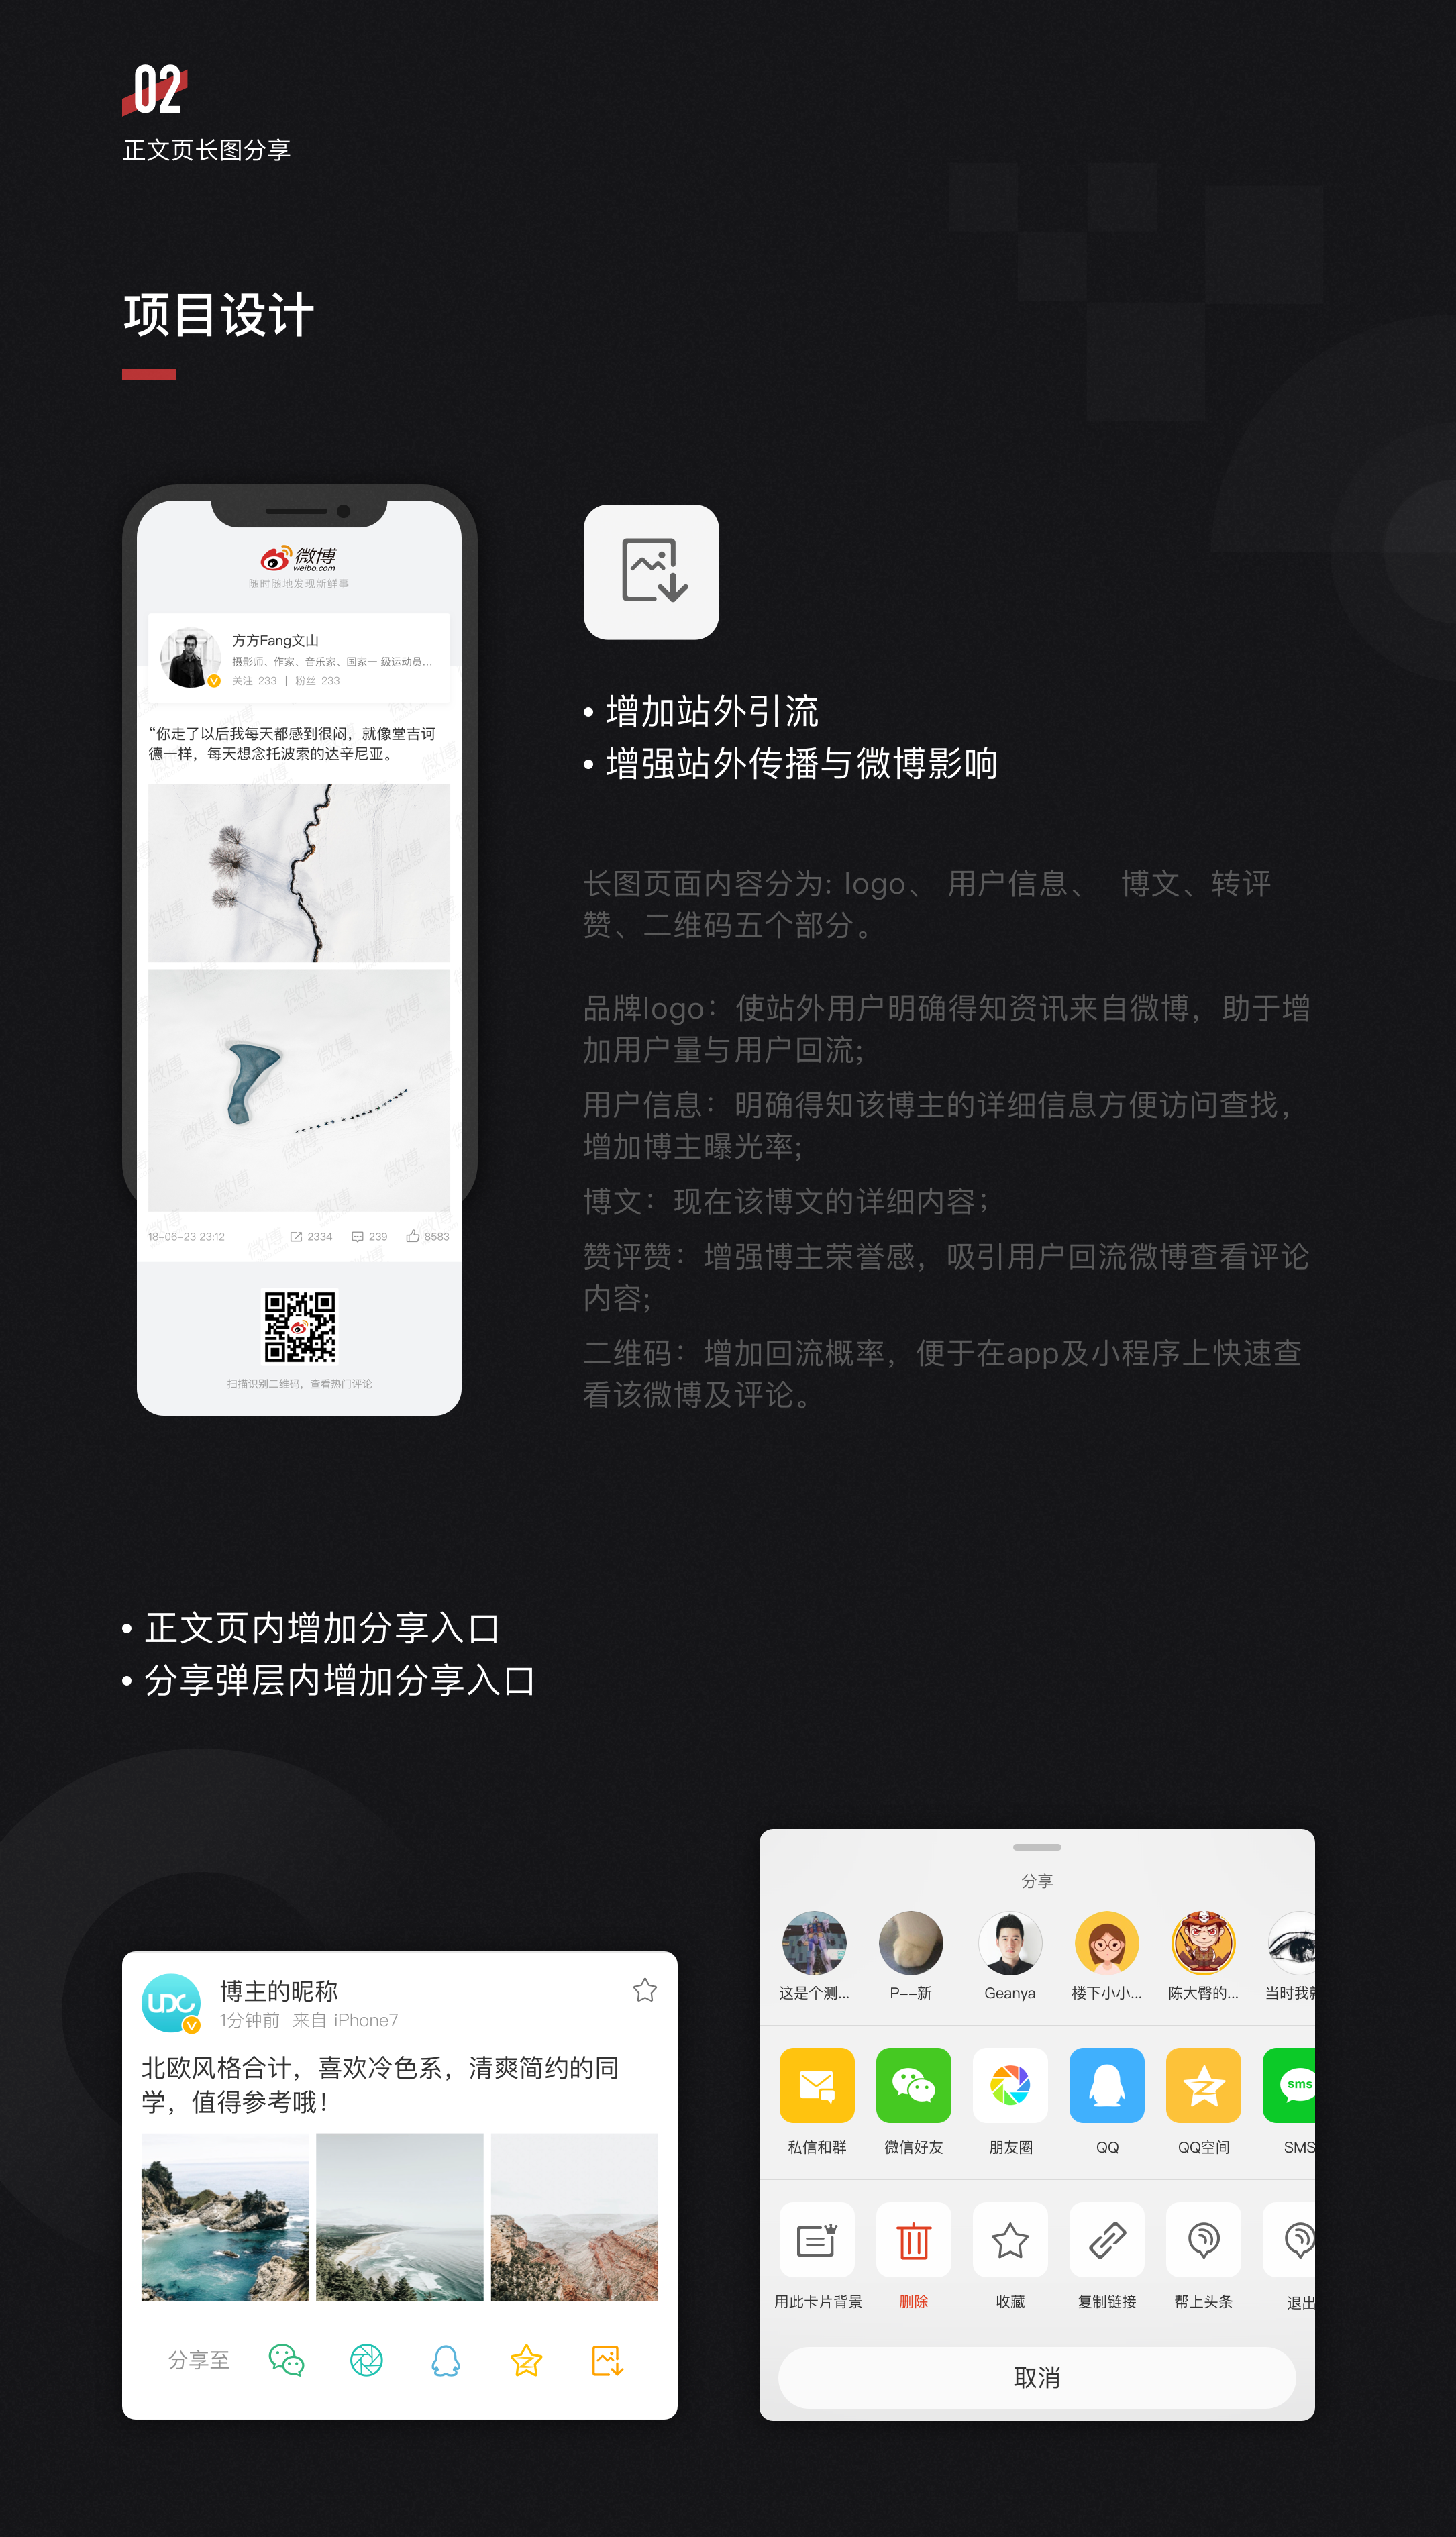 02
正文页长图分享
项目设计
微博
weibo.com
随时随地发现新鲜事
方方Fang文山
摄影师、作家、音乐家、国家一 级运动员...
关注 233 | 粉丝 233
“你走了以后我每天都感到很闷，就像堂吉诃
德一样，每天想念托波索的达辛尼亚。
18-06-23 23:12 2334 239 8583
扫描识别二维码，查看热门评论
• 增加站外引流
• 增强站外传播与微博影响
长图页面内容分为: logo、 用户信息、 博文、转评
赞、二维码五个部分。
品牌logo：使站外用户明确得知资讯来自微博，助于增
加用户量与用户回流;
用户信息：明确得知该博主的详细信息方便访问查找，
增加博主曝光率;
博文：现在该博文的详细内容；
赞评赞：增强博主荣誉感，吸引用户回流微博查看评论
内容;
二维码：增加回流概率，便于在app及小程序上快速查
看该微博及评论。
• 正文页内增加分享入口
• 分享弹层内增加分享入口
UDC
博主的昵称
1分钟前 来自 iPhone7
北欧风格合计，喜欢冷色系，清爽简约的同
学，值得参考哦！
分享至
分享
这是个测... P--新 Geanya 楼下小小... 陈大臀的... 当时我就
sms
私信和群 微信好友 朋友圈 QQ QQ空间 SMS
用此卡片背景 删除 收藏 复制链接 帮上头条 退出
取消